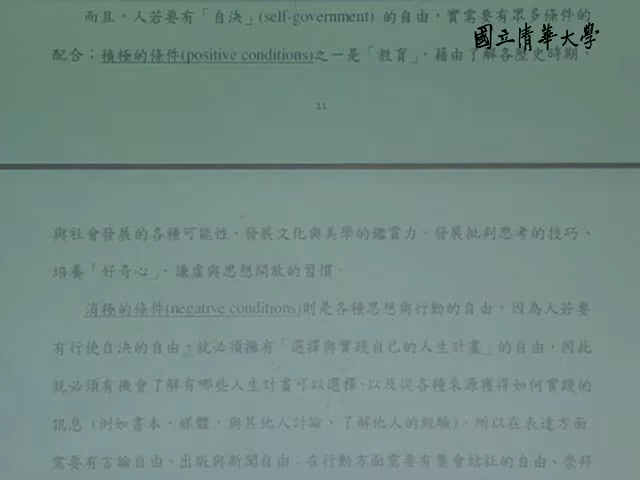 而且，人若要有「自決」(self-government) 的自由，實需要有眾多條件的
國立清華大學
配合；積極的條件(positive conditions)之一是「教育」，藉由了解各歷史時期
11
與社會發展的各種可能性、發展文化與美學的鑑賞力、發展批判思考的技巧、
培養「好奇心」、謙虛與思想開放的習慣。
消極的條件(negative conditions)則是各種思想與行動的自由，因為人若要
有行使自決的自由，就必須擁有「選擇與實踐自己的人生計畫」的自由，因此
就必須有機會了解有哪些人生計畫可以選擇、以及從各種來源獲得如何實踐的
訊息 (例如書本、媒體、與其他人討論、了解他人的經驗)，所以在表達方面
需要有言論自由、出版與新聞自由；在行動方面需要有集會結社的自由、崇拜